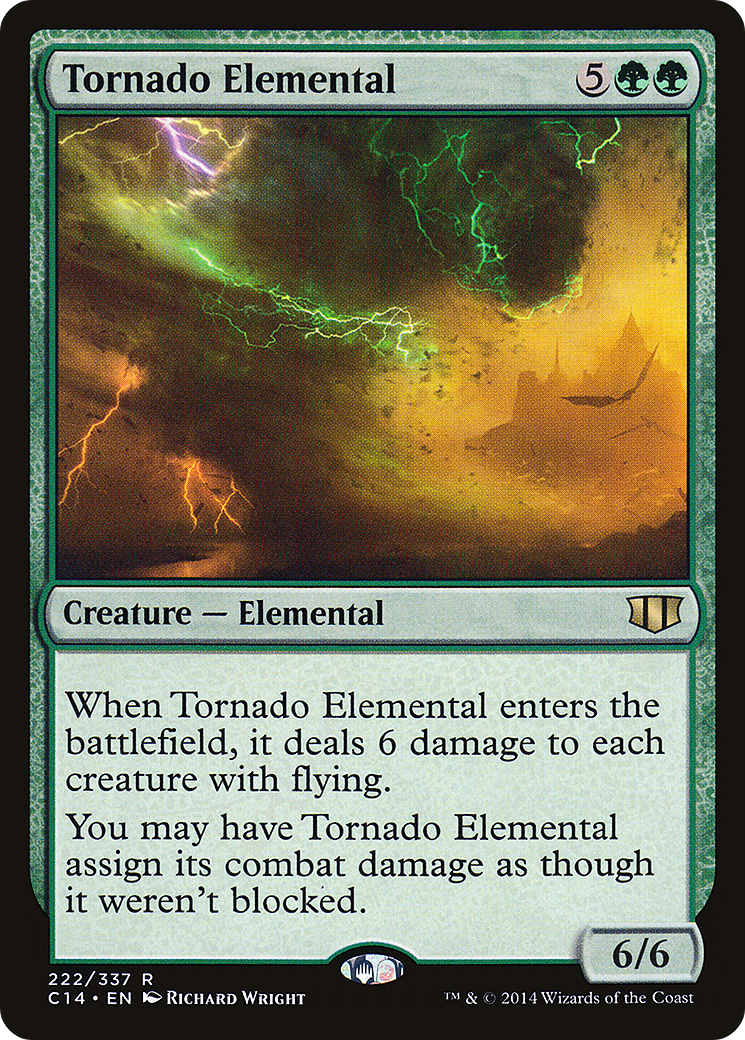 Tornado Elemental 5
Creature — Elemental
When Tornado Elemental enters the
battlefield, it deals 6 damage to each
creature with flying.
You may have Tornado Elemental
assign its combat damage as though
it weren't blocked.
6/6
222/337 R
C14 • EN Richard Wright
™ & © 2014 Wizards of the Coast